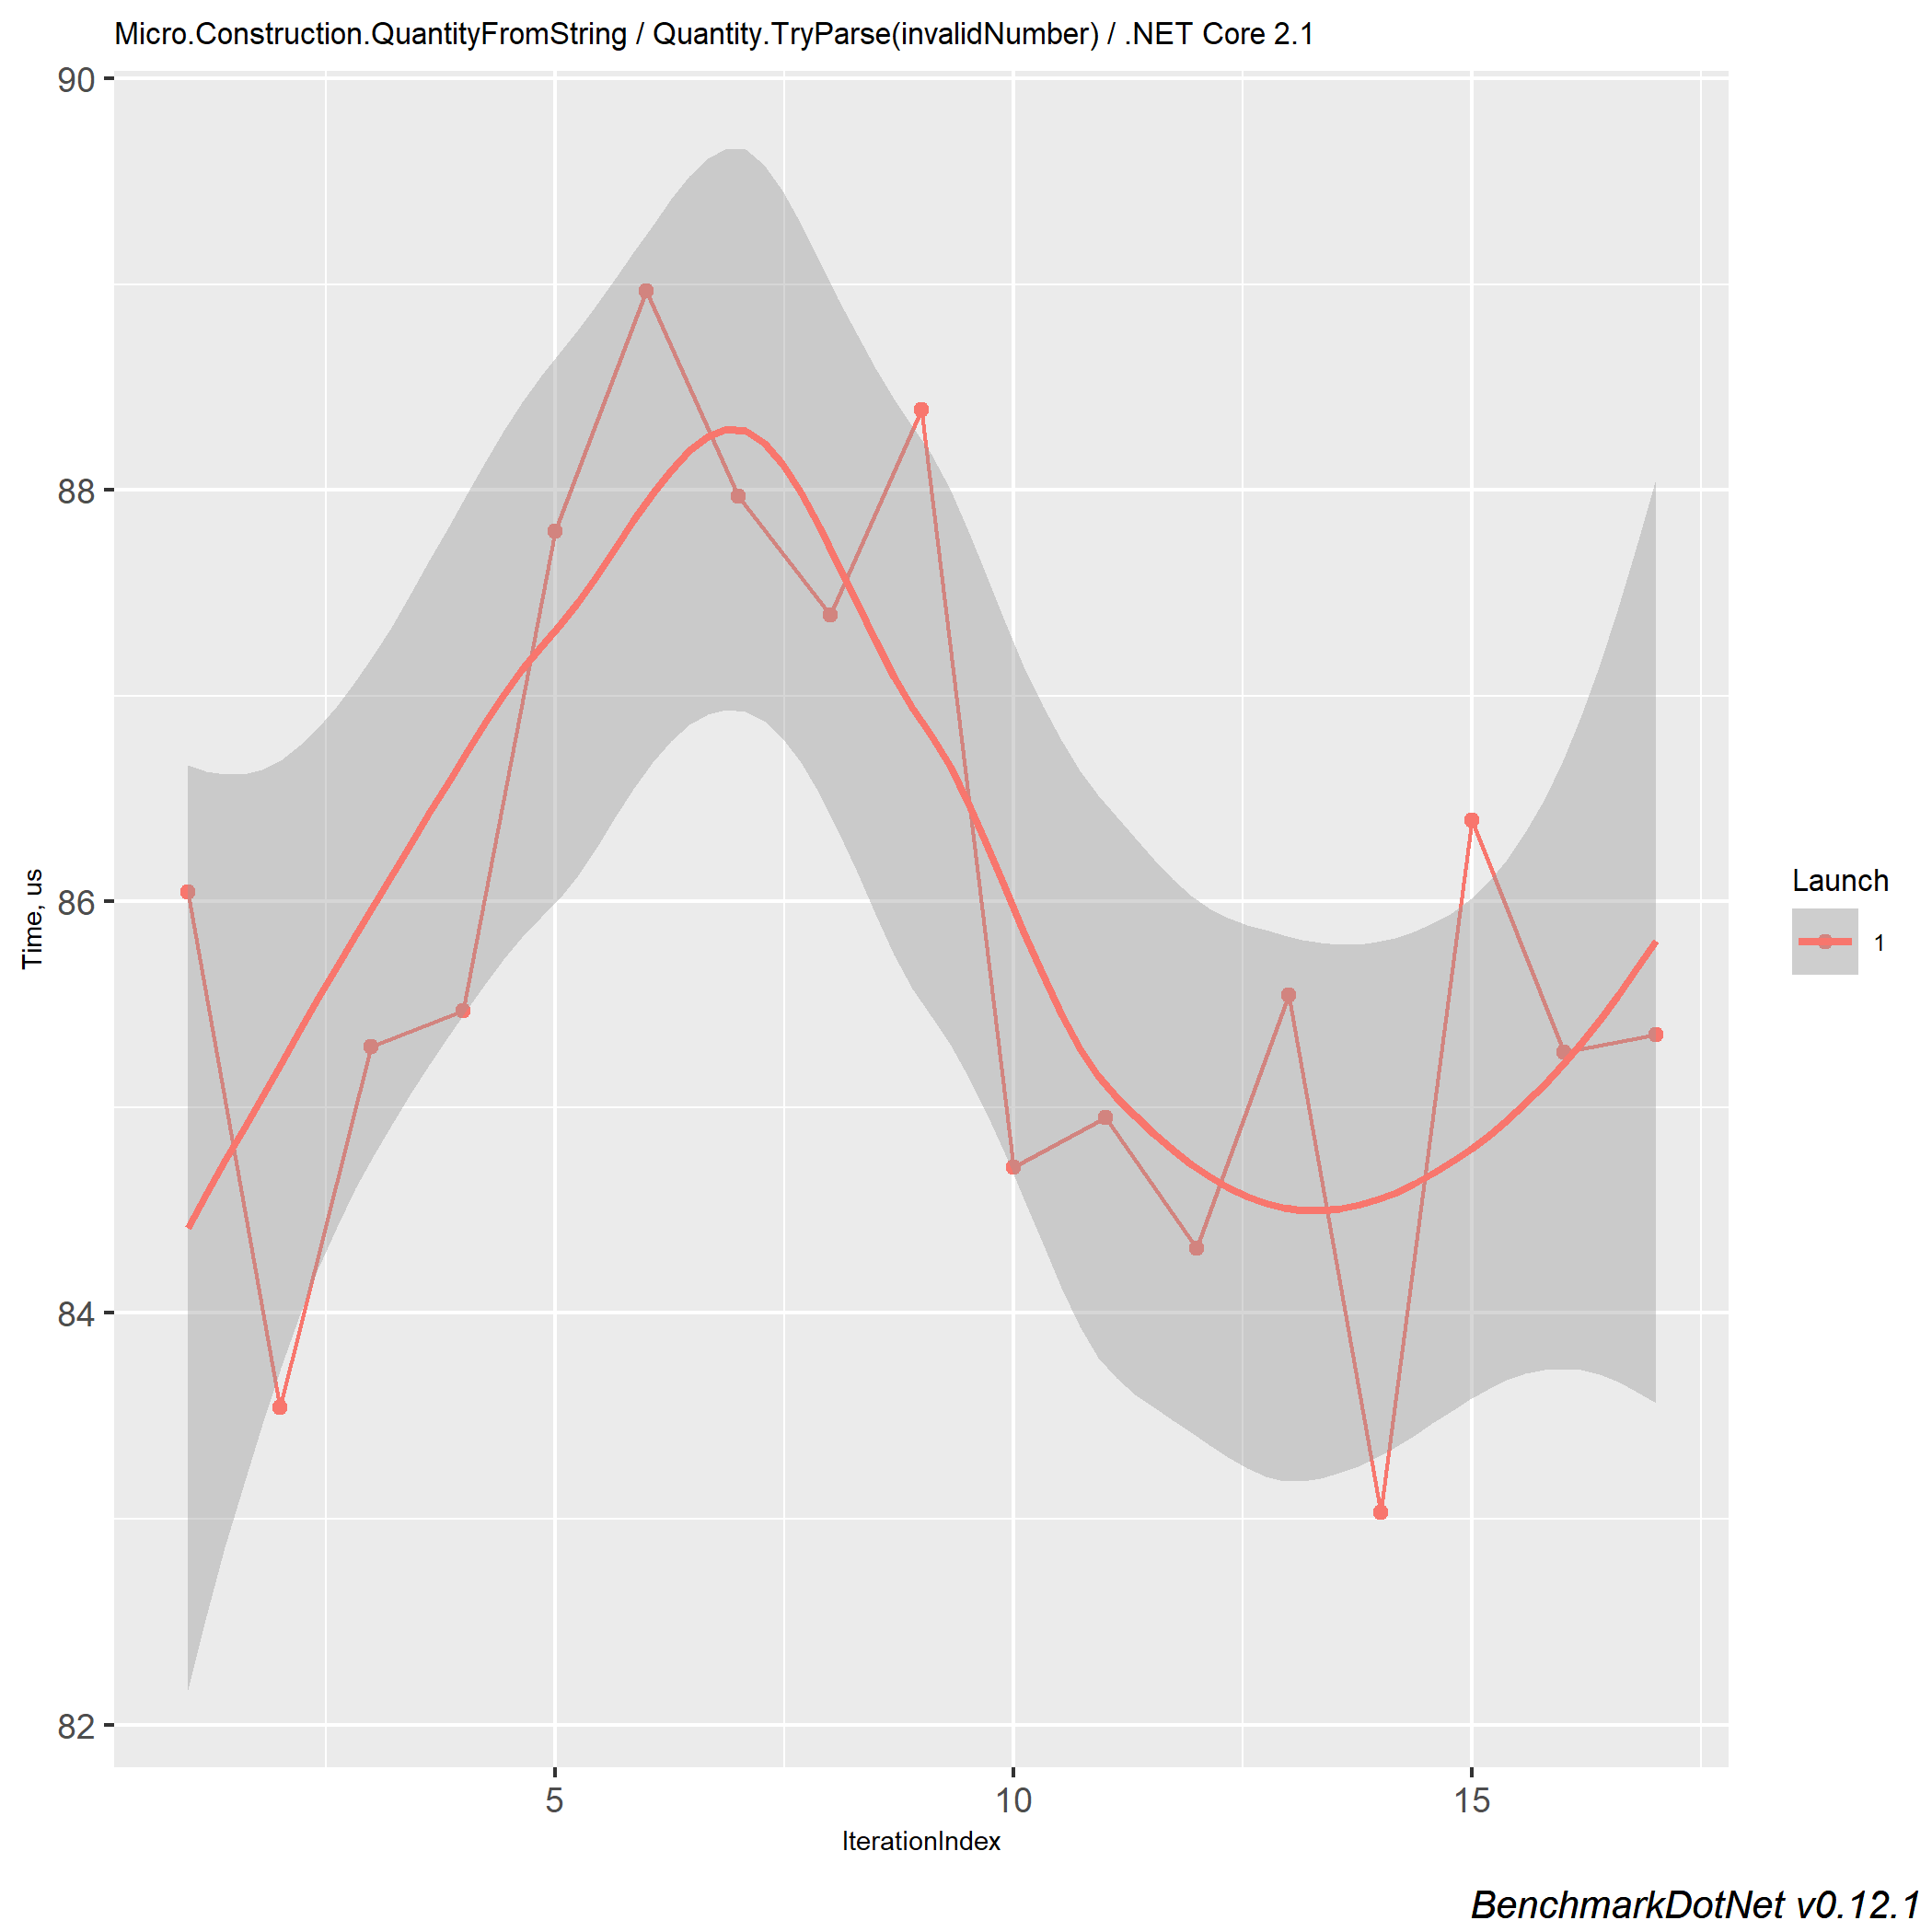 Micro.Construction.QuantityFromString / Quantity.TryParse(invalidNumber) / .NET Core 2.1
90
88
86
84
82
Time, us
5 10 15
IterationIndex
Launch
1
BenchmarkDotNet v0.12.1